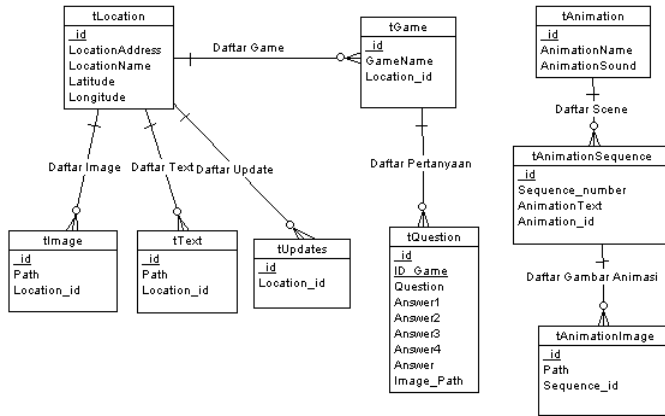 tLocation
_id
LocationAddress
LocationName
Latitude
Longitude
Daftar Game
tGame
_id
GameName
Location_id
tAnimation
_id
AnimationName
AnimationSound
Daftar Scene
tAnimationSequence
_id
Sequence_number
AnimationText
Animation_id
Daftar Image
Daftar Text
Daftar Update
Daftar Pertanyaan
tImage
_id
Path
Location_id
tText
_id
Path
Location_id
tUpdates
_id
Location_id
tQuestion
_id
ID_Game
Question
Answer1
Answer2
Answer3
Answer4
Answer
Image_Path
Daftar Gambar Animasi
tAnimationImage
_id
Path
Sequence_id